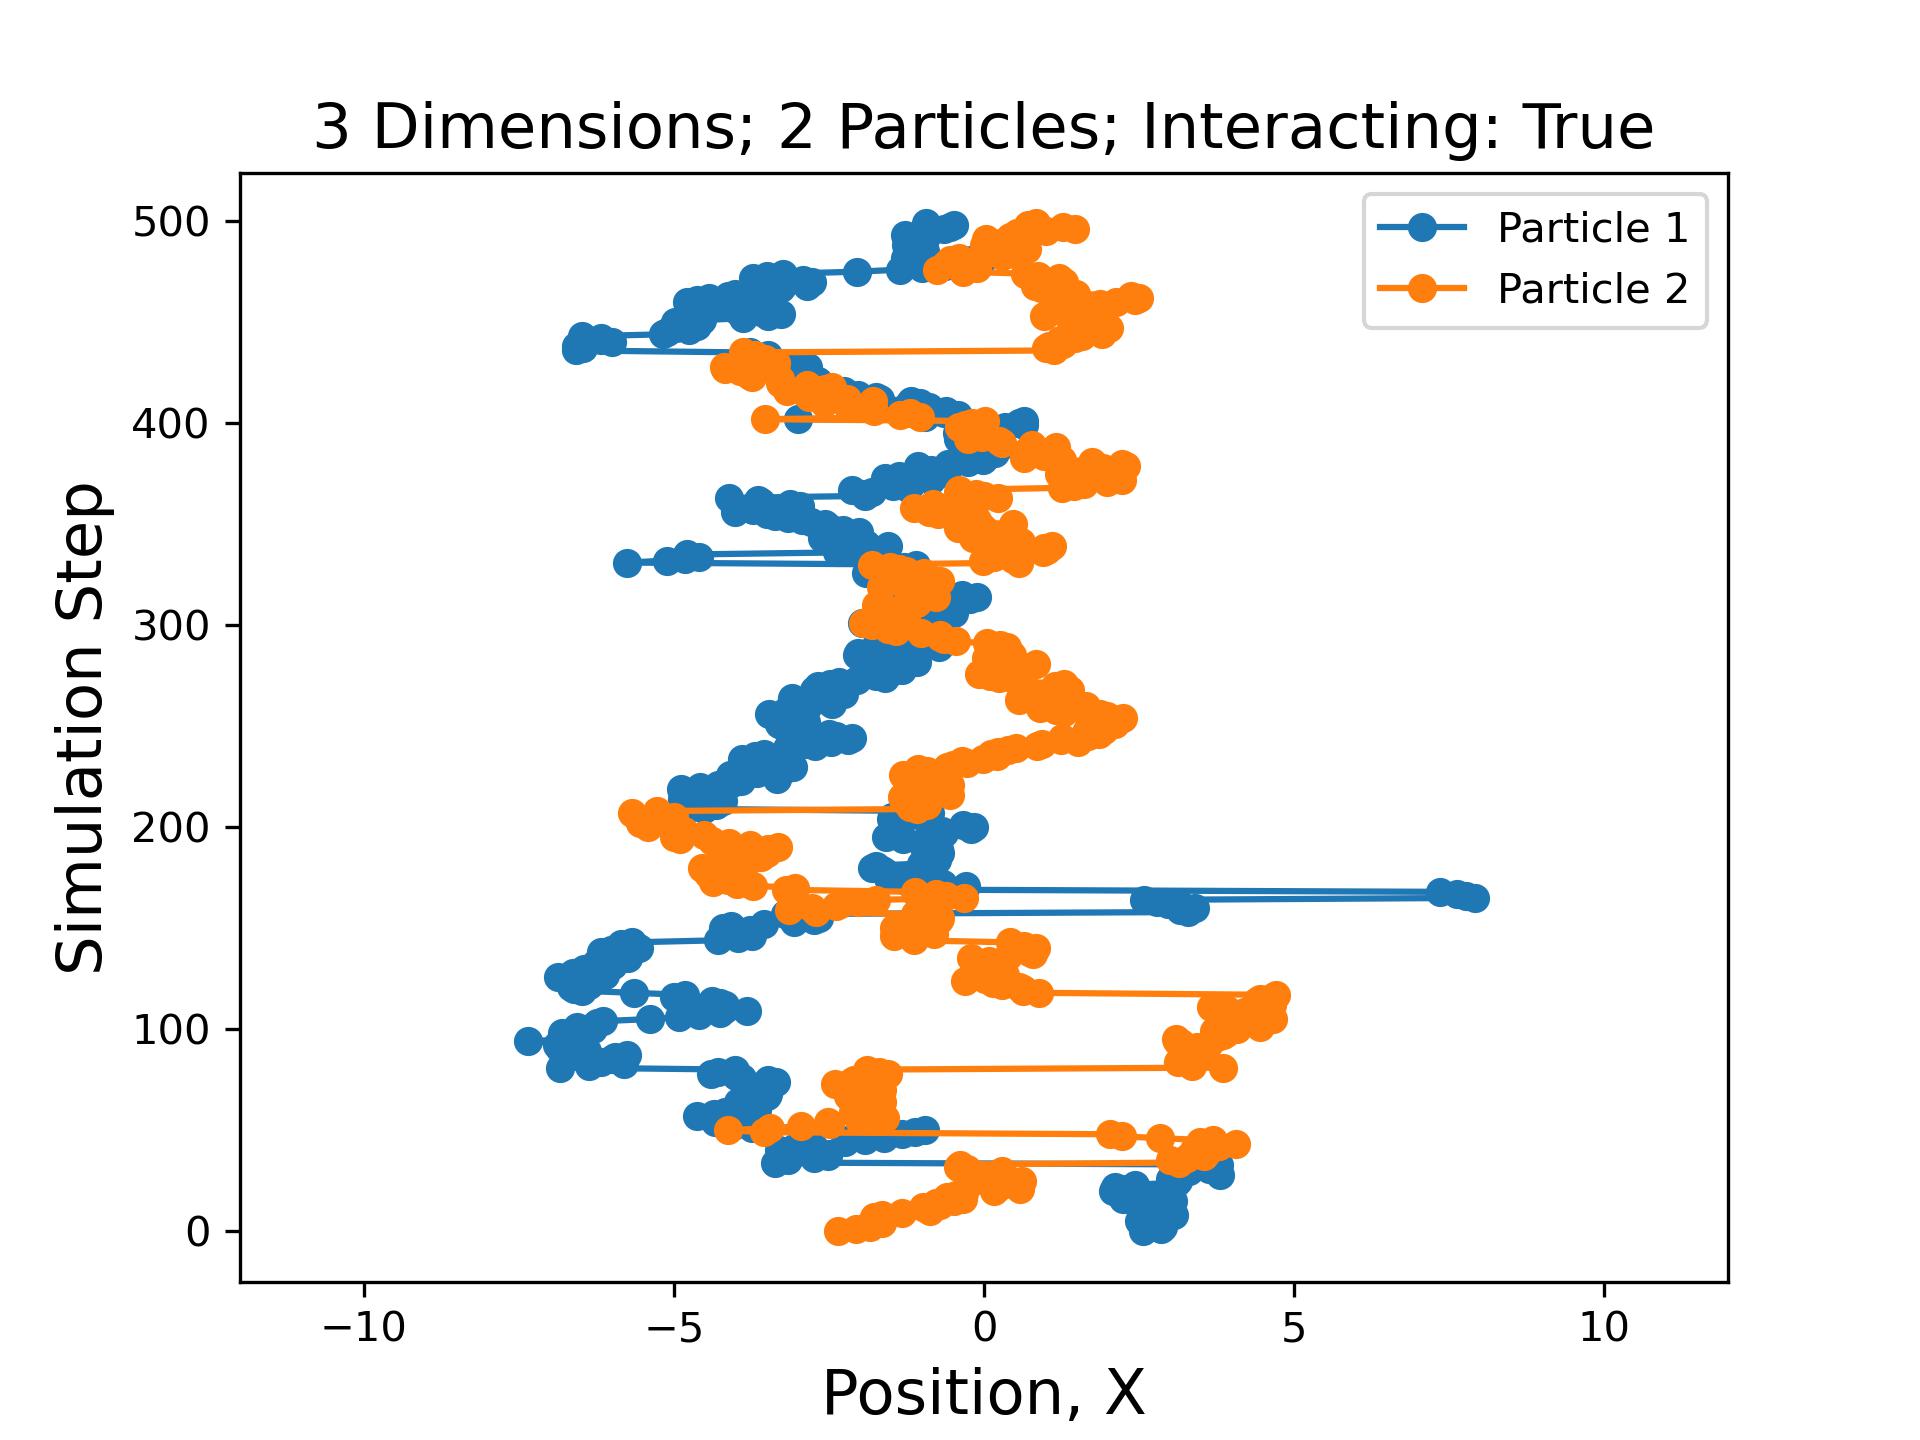 3 Dimensions; 2 Particles; Interacting: True
Particle 1
Particle 2
500
400
300
200
100
0
Simulation Step
−10
−5
0
5
10
Position, X